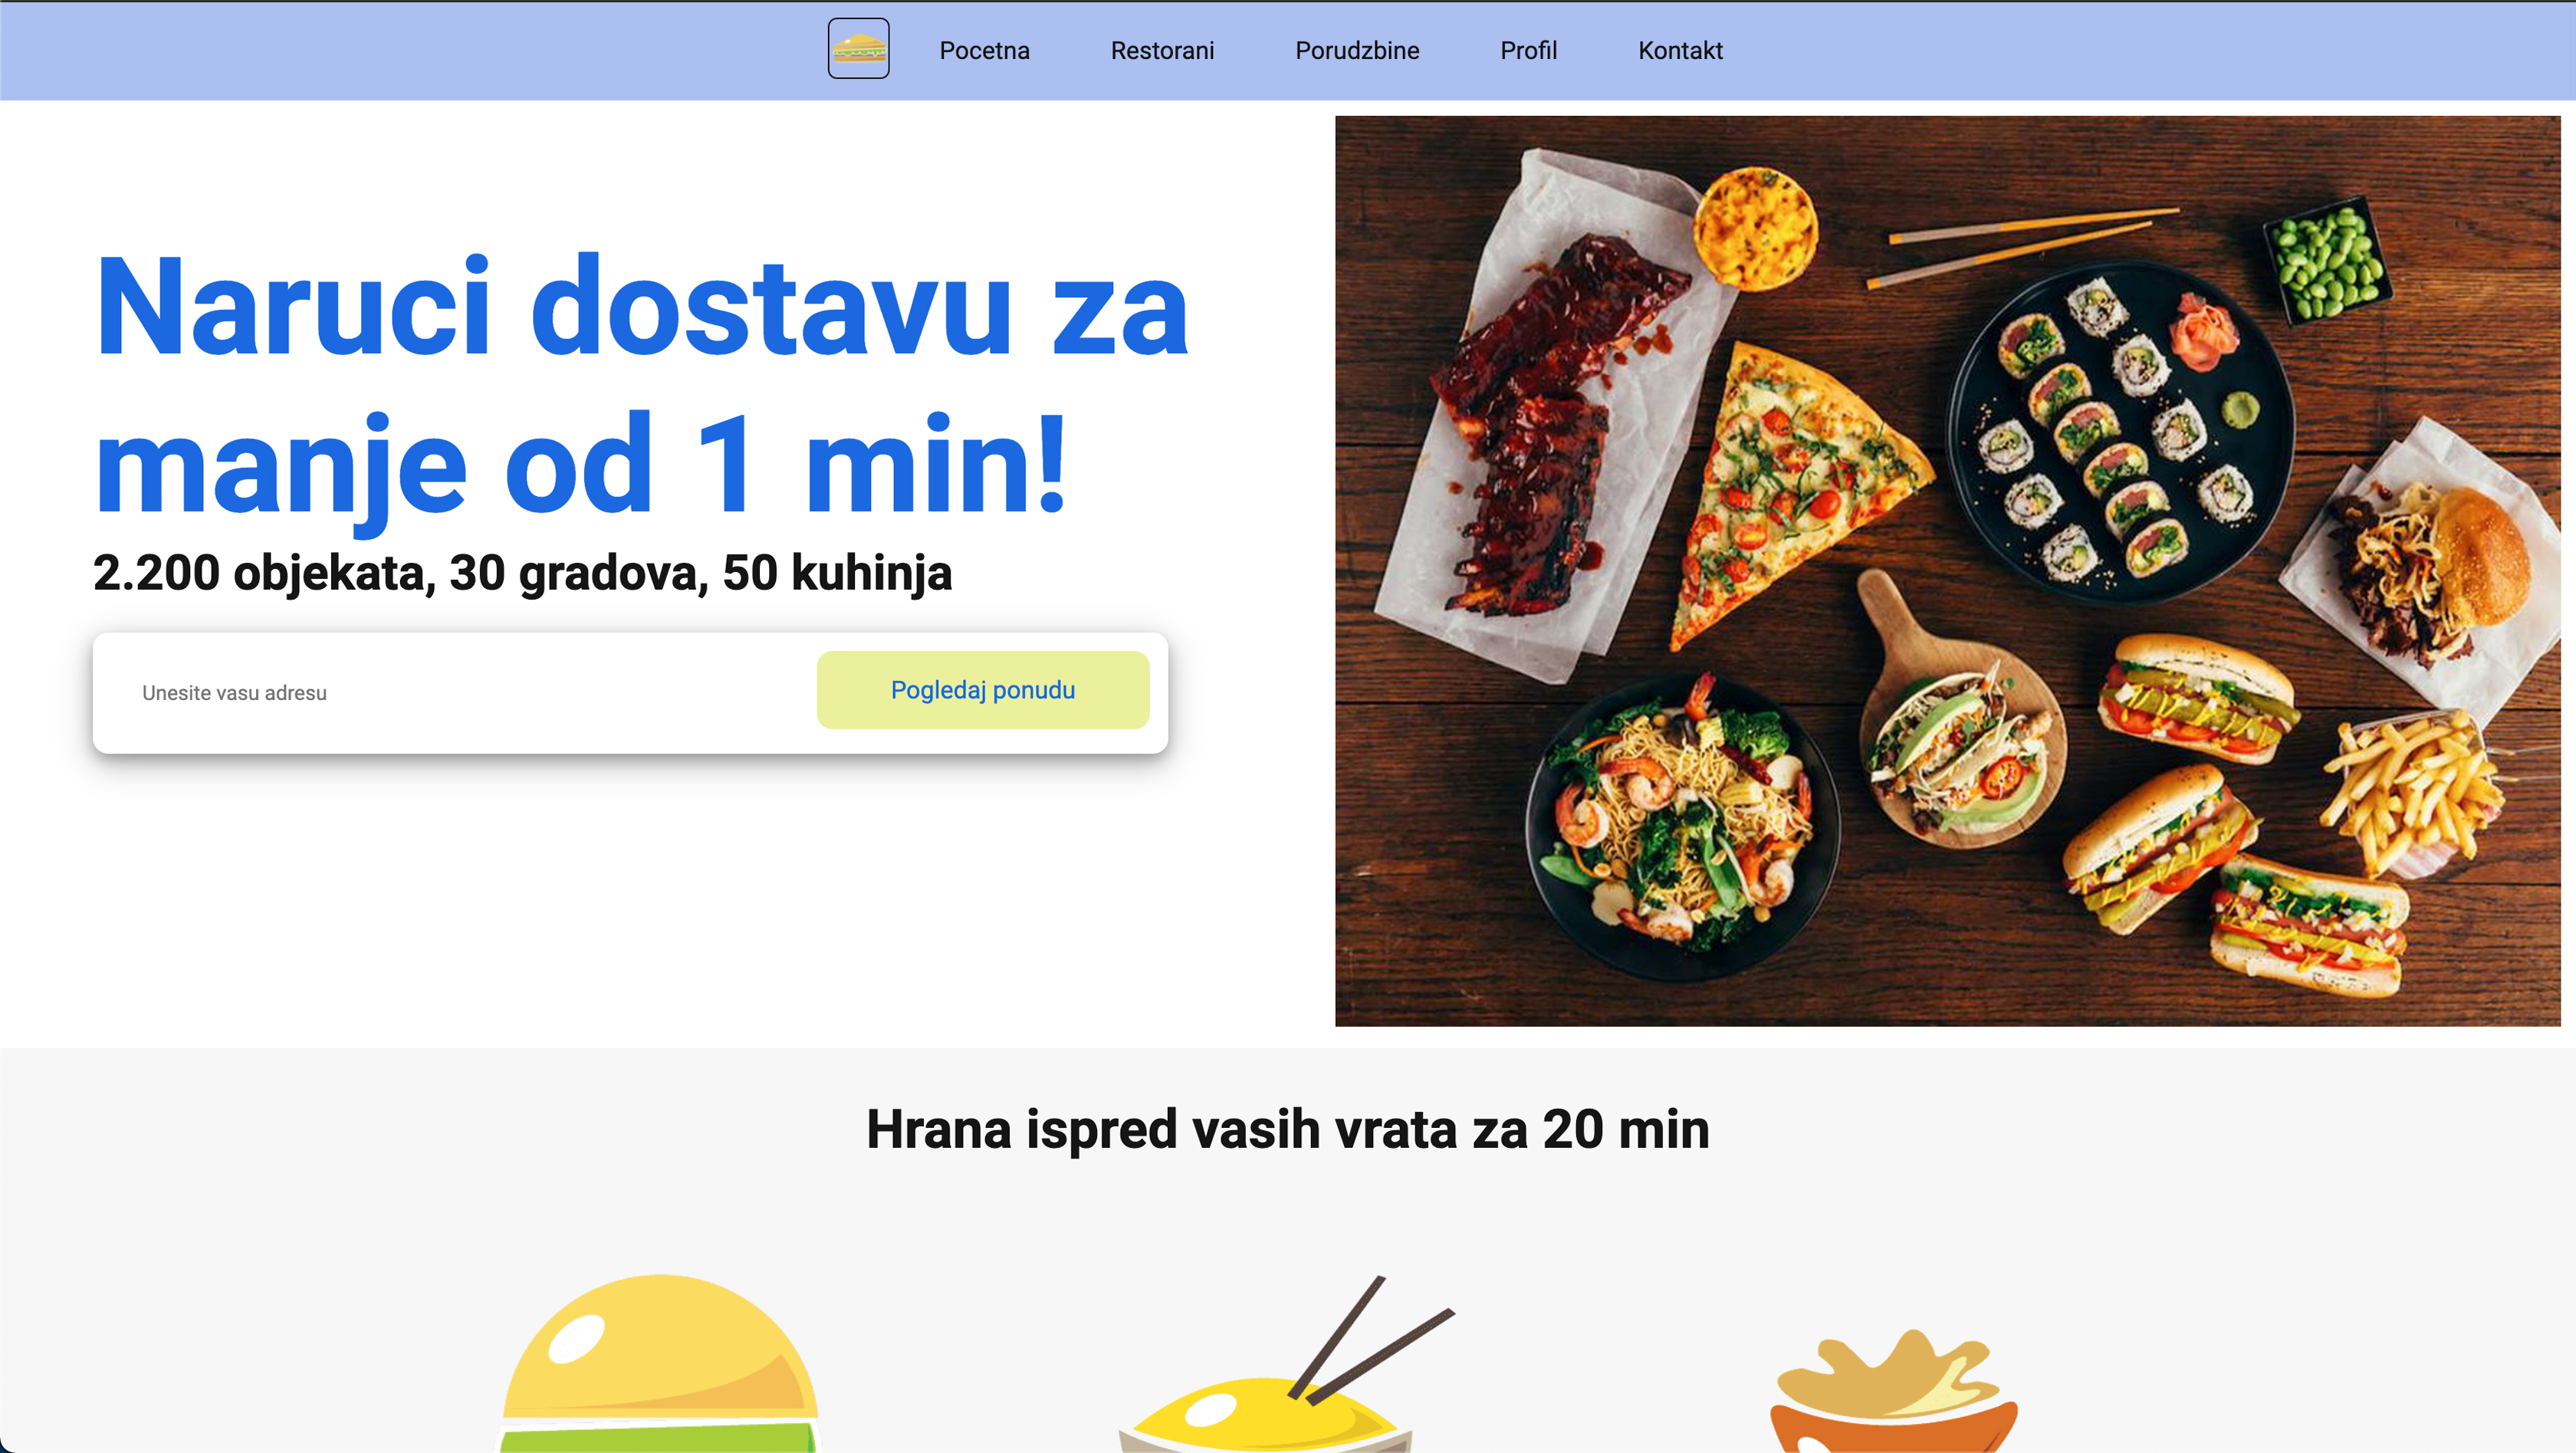 Pocetna Restorani Porudzbine Profil Kontakt
Naruci dostavu za
manje od 1 min!
2.200 objekata, 30 gradova, 50 kuhinja
Unesite vasu adresu
Pogledaj ponudu
Hrana ispred vasih vrata za 20 min